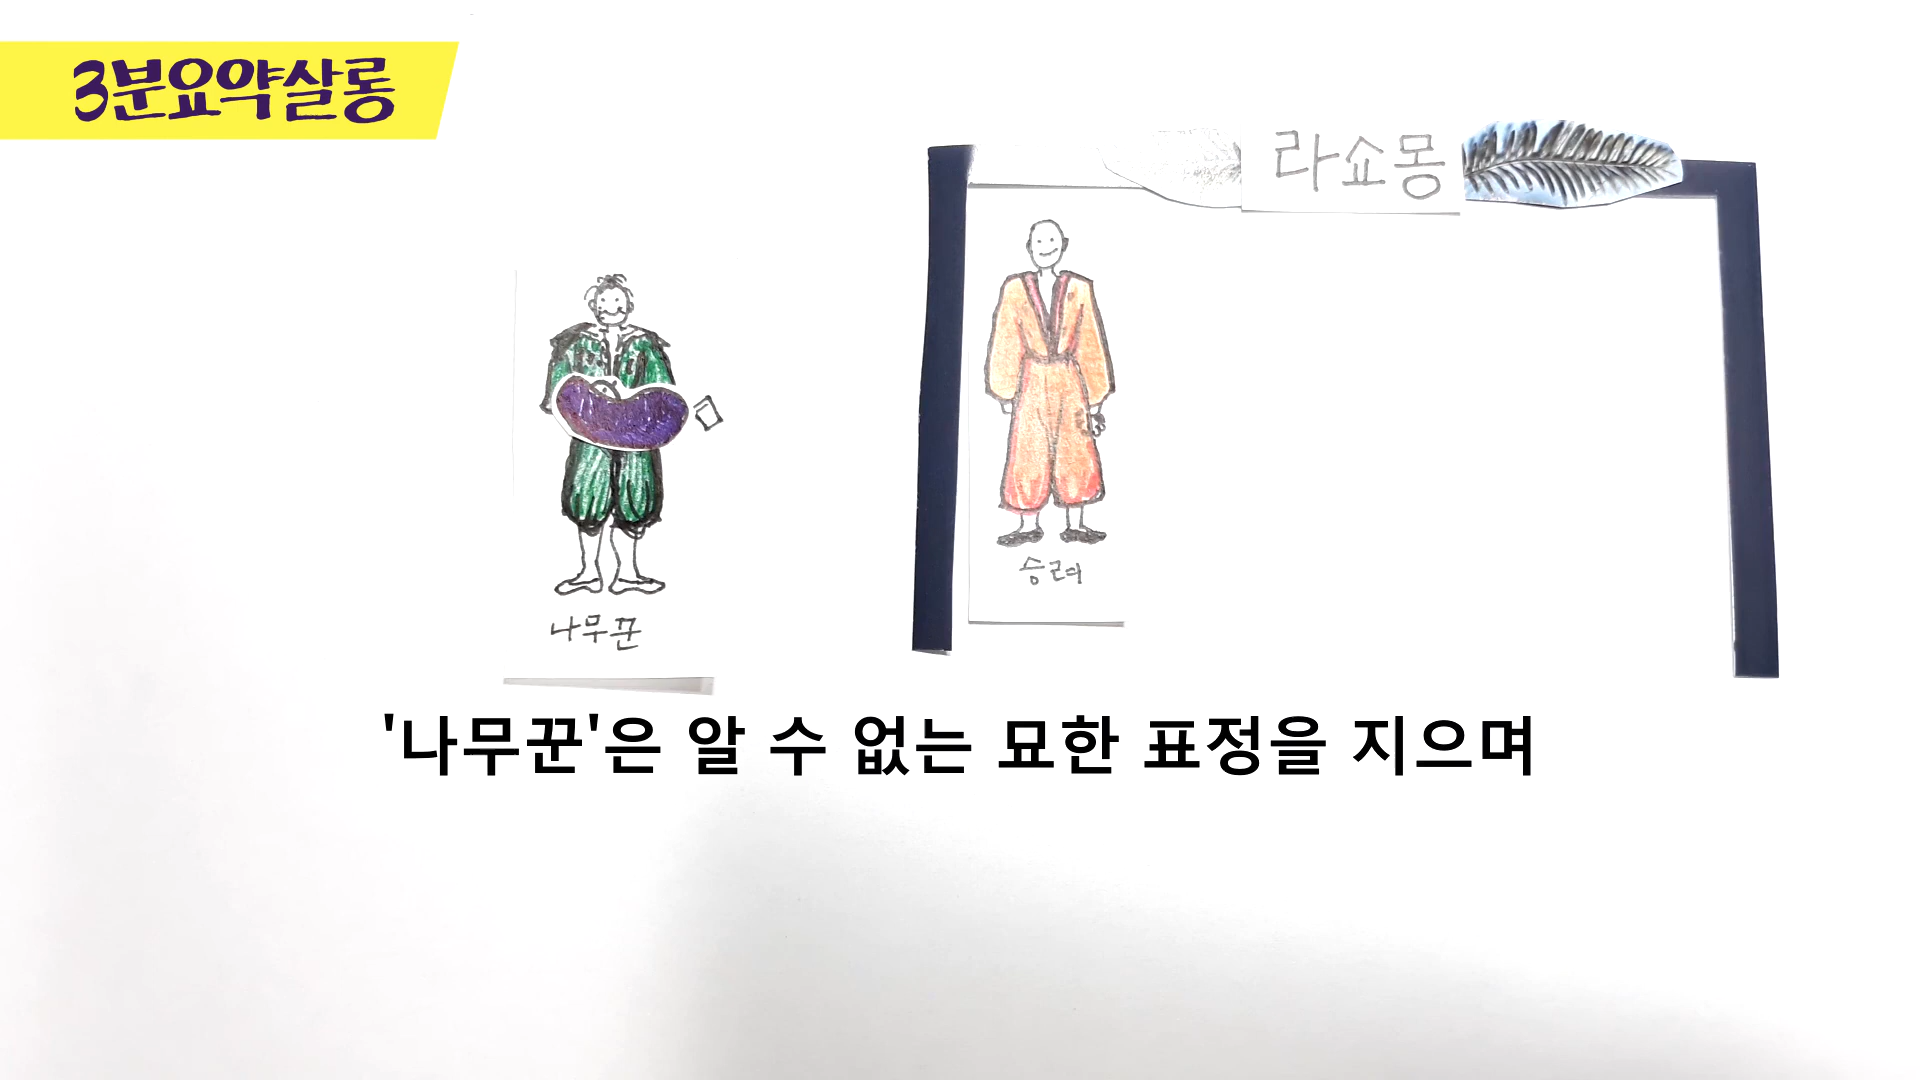 3분요약살롱
라쇼몽
승려
나무꾼
'나무꾼'은 알 수 없는 묘한 표정을 지으며